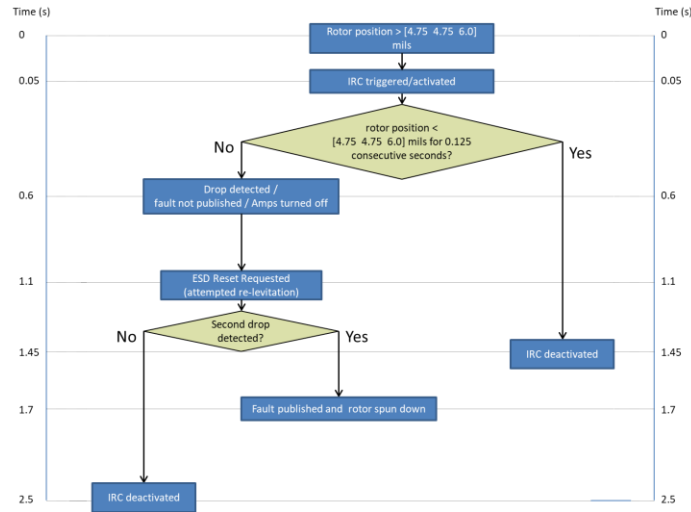 Time (s)
Time (s)
0
Rotor position > [4.75 4.75 6.0]
mils
0
0.05
IRC triggered/activated
0.05
rotor position <
[4.75 4.75 6.0] mils for 0.125
consecutive seconds?
No
Yes
0.6
Drop detected /
fault not published / Amps turned off
0.6
1.1
ESD Reset Requested
(attempted re-levitation)
1.1
No
Second drop
detected?
Yes
1.45
IRC deactivated
1.45
1.7
Fault published and rotor spun down
1.7
2.5
IRC deactivated
2.5